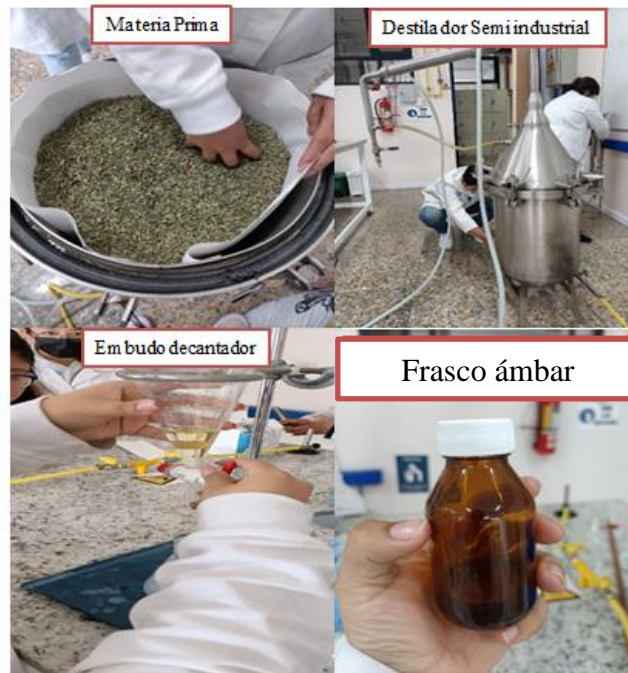 Materia Prima
Destilador Semi industrial
Embudo decantador
Frasco ámbar